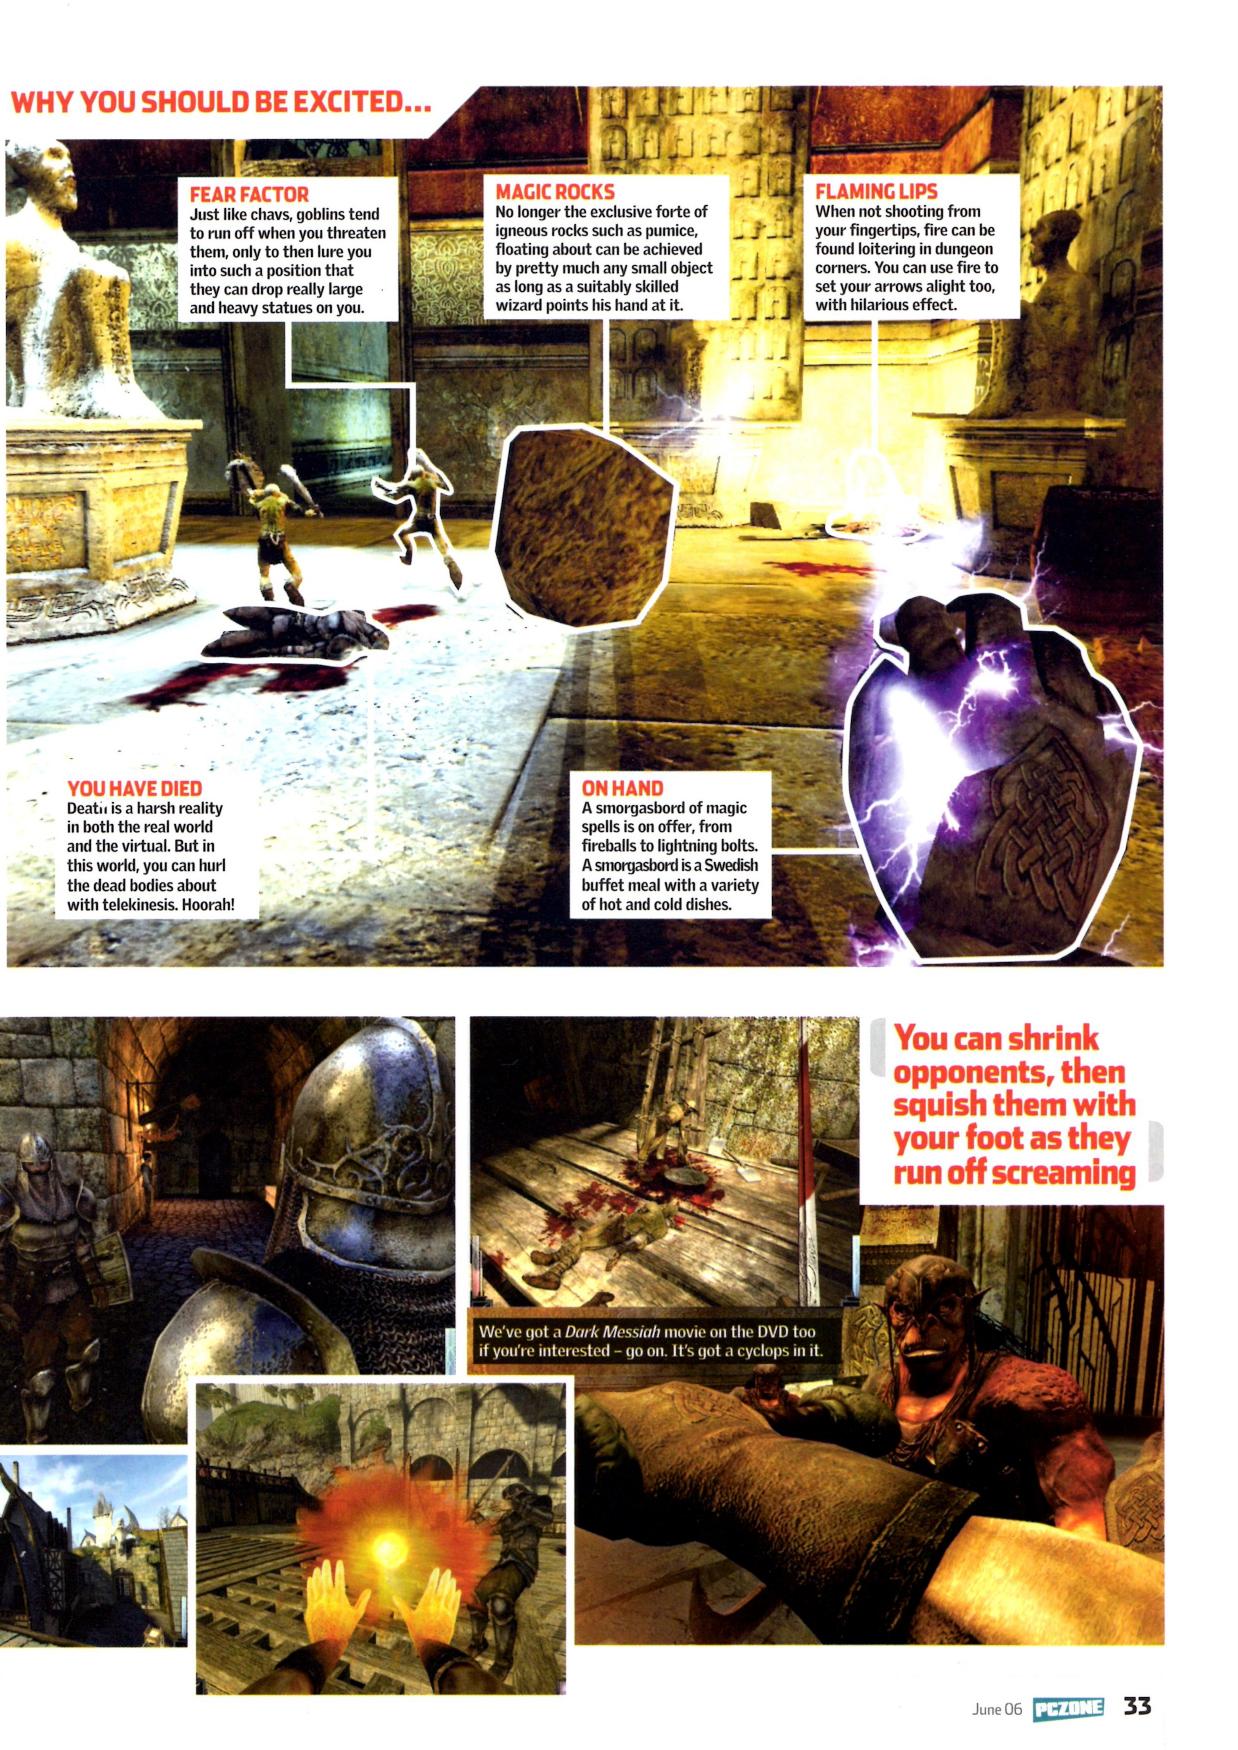 WHY YOU SHOULD BE EXCITED...
FEAR FACTOR
Just like chavs, goblins tend
to run off when you threaten
them, only to then lure you
into such a position that
they can drop really large
and heavy statues on you.
MAGIC ROCKS
No longer the exclusive forte of
igneous rocks such as pumice,
floating about can be achieved
by pretty much any small object
as long as a suitably skilled
wizard points his hand at it.
FLAMING LIPS
When not shooting from
your fingertips, fire can be
found loitering in dungeon
corners. You can use fire to
set your arrows alight too,
with hilarious effect.
YOU HAVE DIED
Death is a harsh reality
in both the real world
and the virtual. But in
this world, you can hurl
the dead bodies about
with telekinesis. Hoorah!
ON HAND
A smorgasbord of magic
spells is on offer, from
fireballs to lightning bolts.
A smorgasbord is a Swedish
buffet meal with a variety
of hot and cold dishes.
You can shrink
opponents, then
squish them with
your foot as they
run off screaming
We've got a Dark Messiah movie on the DVD too
if you're interested – go on. It's got a cyclops in it.
June 06 PCZONE 33